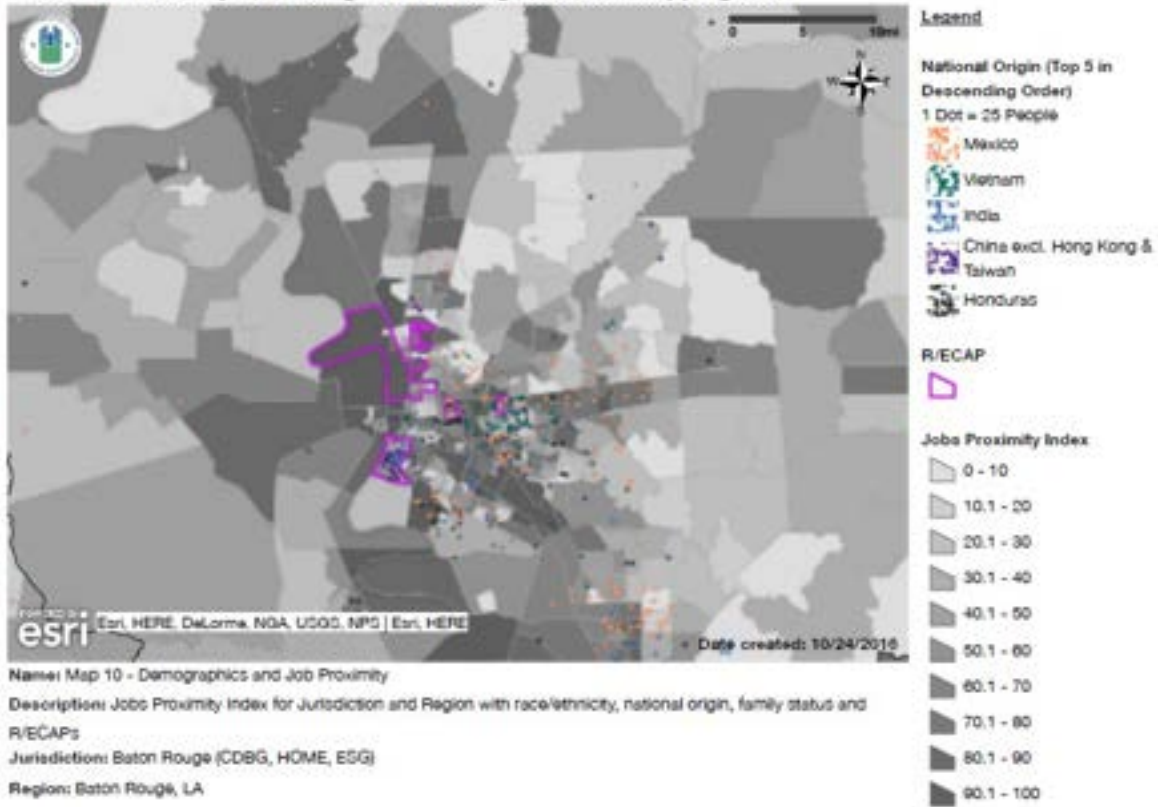 0 5 10mi
N
W E
Date created: 10/24/2016
esri
Esri, HERE, DeLorme, NGA, USGS, NPS | Esri, HERE
Name: Map 10 - Demographics and Job Proximity
Description: Jobs Proximity Index for Jurisdiction and Region with race/ethnicity, national origin, family status and
R/ECAPs
Jurisdiction: Baton Rouge (CDBG, HOME, ESG)
Region: Baton Rouge, LA
Legend
National Origin (Top 5 in
Descending Order)
1 Dot = 25 People
Mexico
Vietnam
India
China excl. Hong Kong &
Taiwan
Honduras
R/ECAP
Jobs Proximity Index
0 - 10
10.1 - 20
20.1 - 30
30.1 - 40
40.1 - 50
50.1 - 60
60.1 - 70
70.1 - 80
80.1 - 90
90.1 - 100